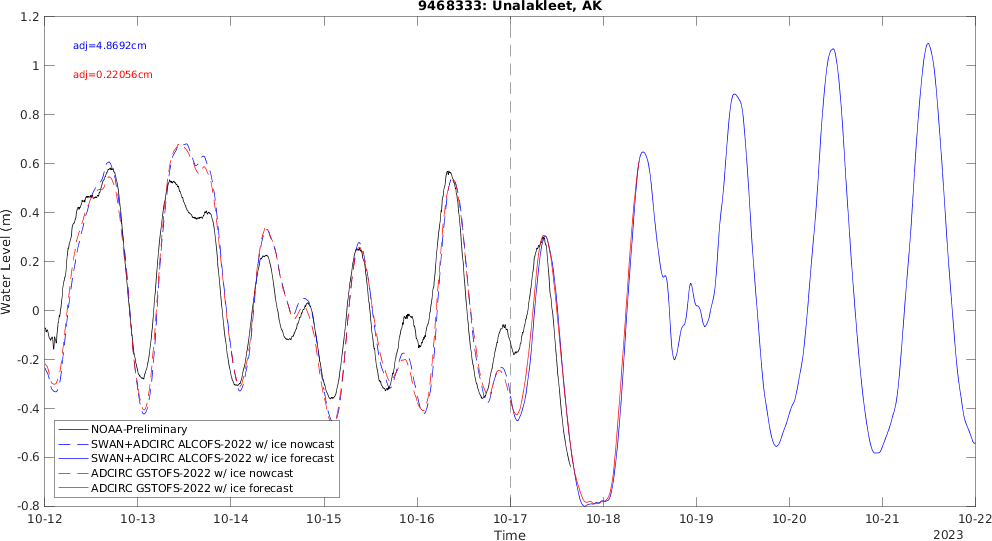 9468333: Unalakleet, AK
adj=4.8692cm
adj=0.22056cm
1.2
1
0.8
0.6
0.4
0.2
0
-0.2
-0.4
-0.6
-0.8
Water Level (m)
NOAA-Preliminary
SWAN+ADCIRC ALCOFS-2022 w/ ice nowcast
SWAN+ADCIRC ALCOFS-2022 w/ ice forecast
ADCIRC GSTOFS-2022 w/ ice nowcast
ADCIRC GSTOFS-2022 w/ ice forecast
10-12 10-13 10-14 10-15 10-16 10-17 10-18 10-19 10-20 10-21 10-22
Time
2023